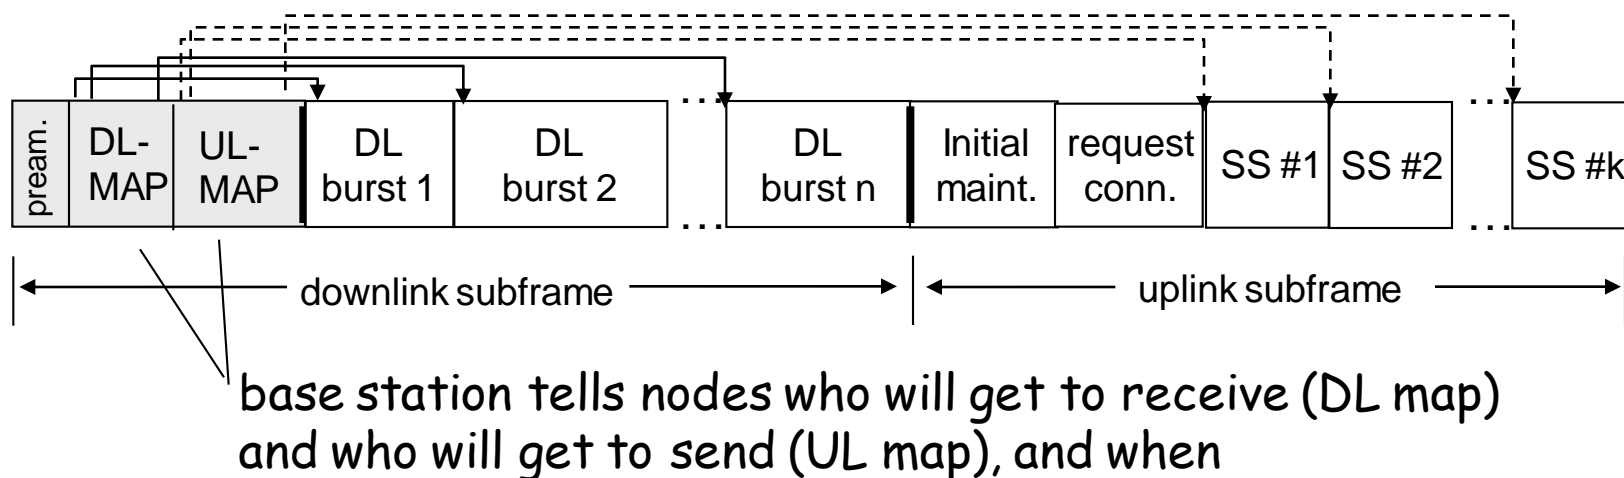 pream.
DL-
MAP
UL-
MAP
DL
burst 1
DL
burst 2
...
...
DL
burst n
Initial
maint.
request
conn.
SS #1
SS #2
...
...
SS #k
downlink subframe
uplink subframe
base station tells nodes who will get to receive (DL map)
and who will get to send (UL map), and when